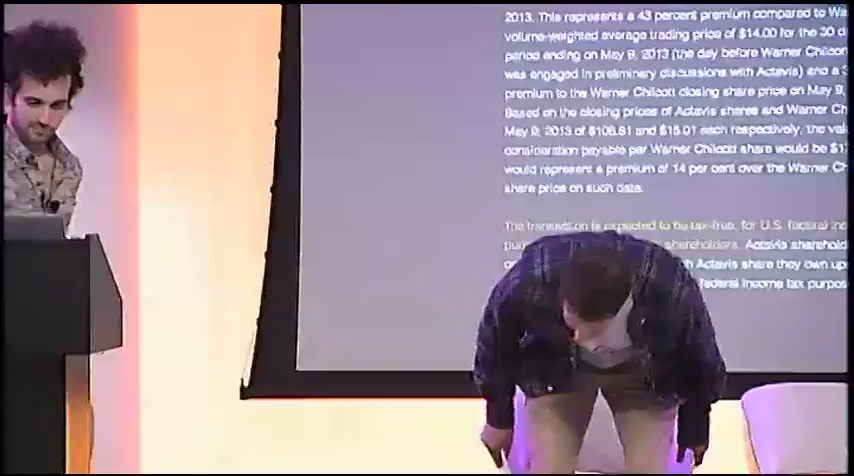 2013. This represents a 43 percent premium compared to Wa
volume-weighted average trading price of $14.00 for the 30 d
period ending on May 9, 2013 (the day before Warner Chilcott
was engaged in preliminary discussions with Actavis) and a 3
premium to the Warner Chilcott closing share price on May 9,
Based on the closing prices of Actavis shares and Warner Ch
May 9, 2013 of $106.81 and $15.01 each respectively, the valu
consideration payable per Warner Chilcott share would be $1
would represent a premium of 14 per cent over the Warner Ch
share price on such date.
The transaction is expected to be tax-free, for U.S. federal inc
shareholders. Actavis sharehold
Actavis share they own up
federal income tax purpos